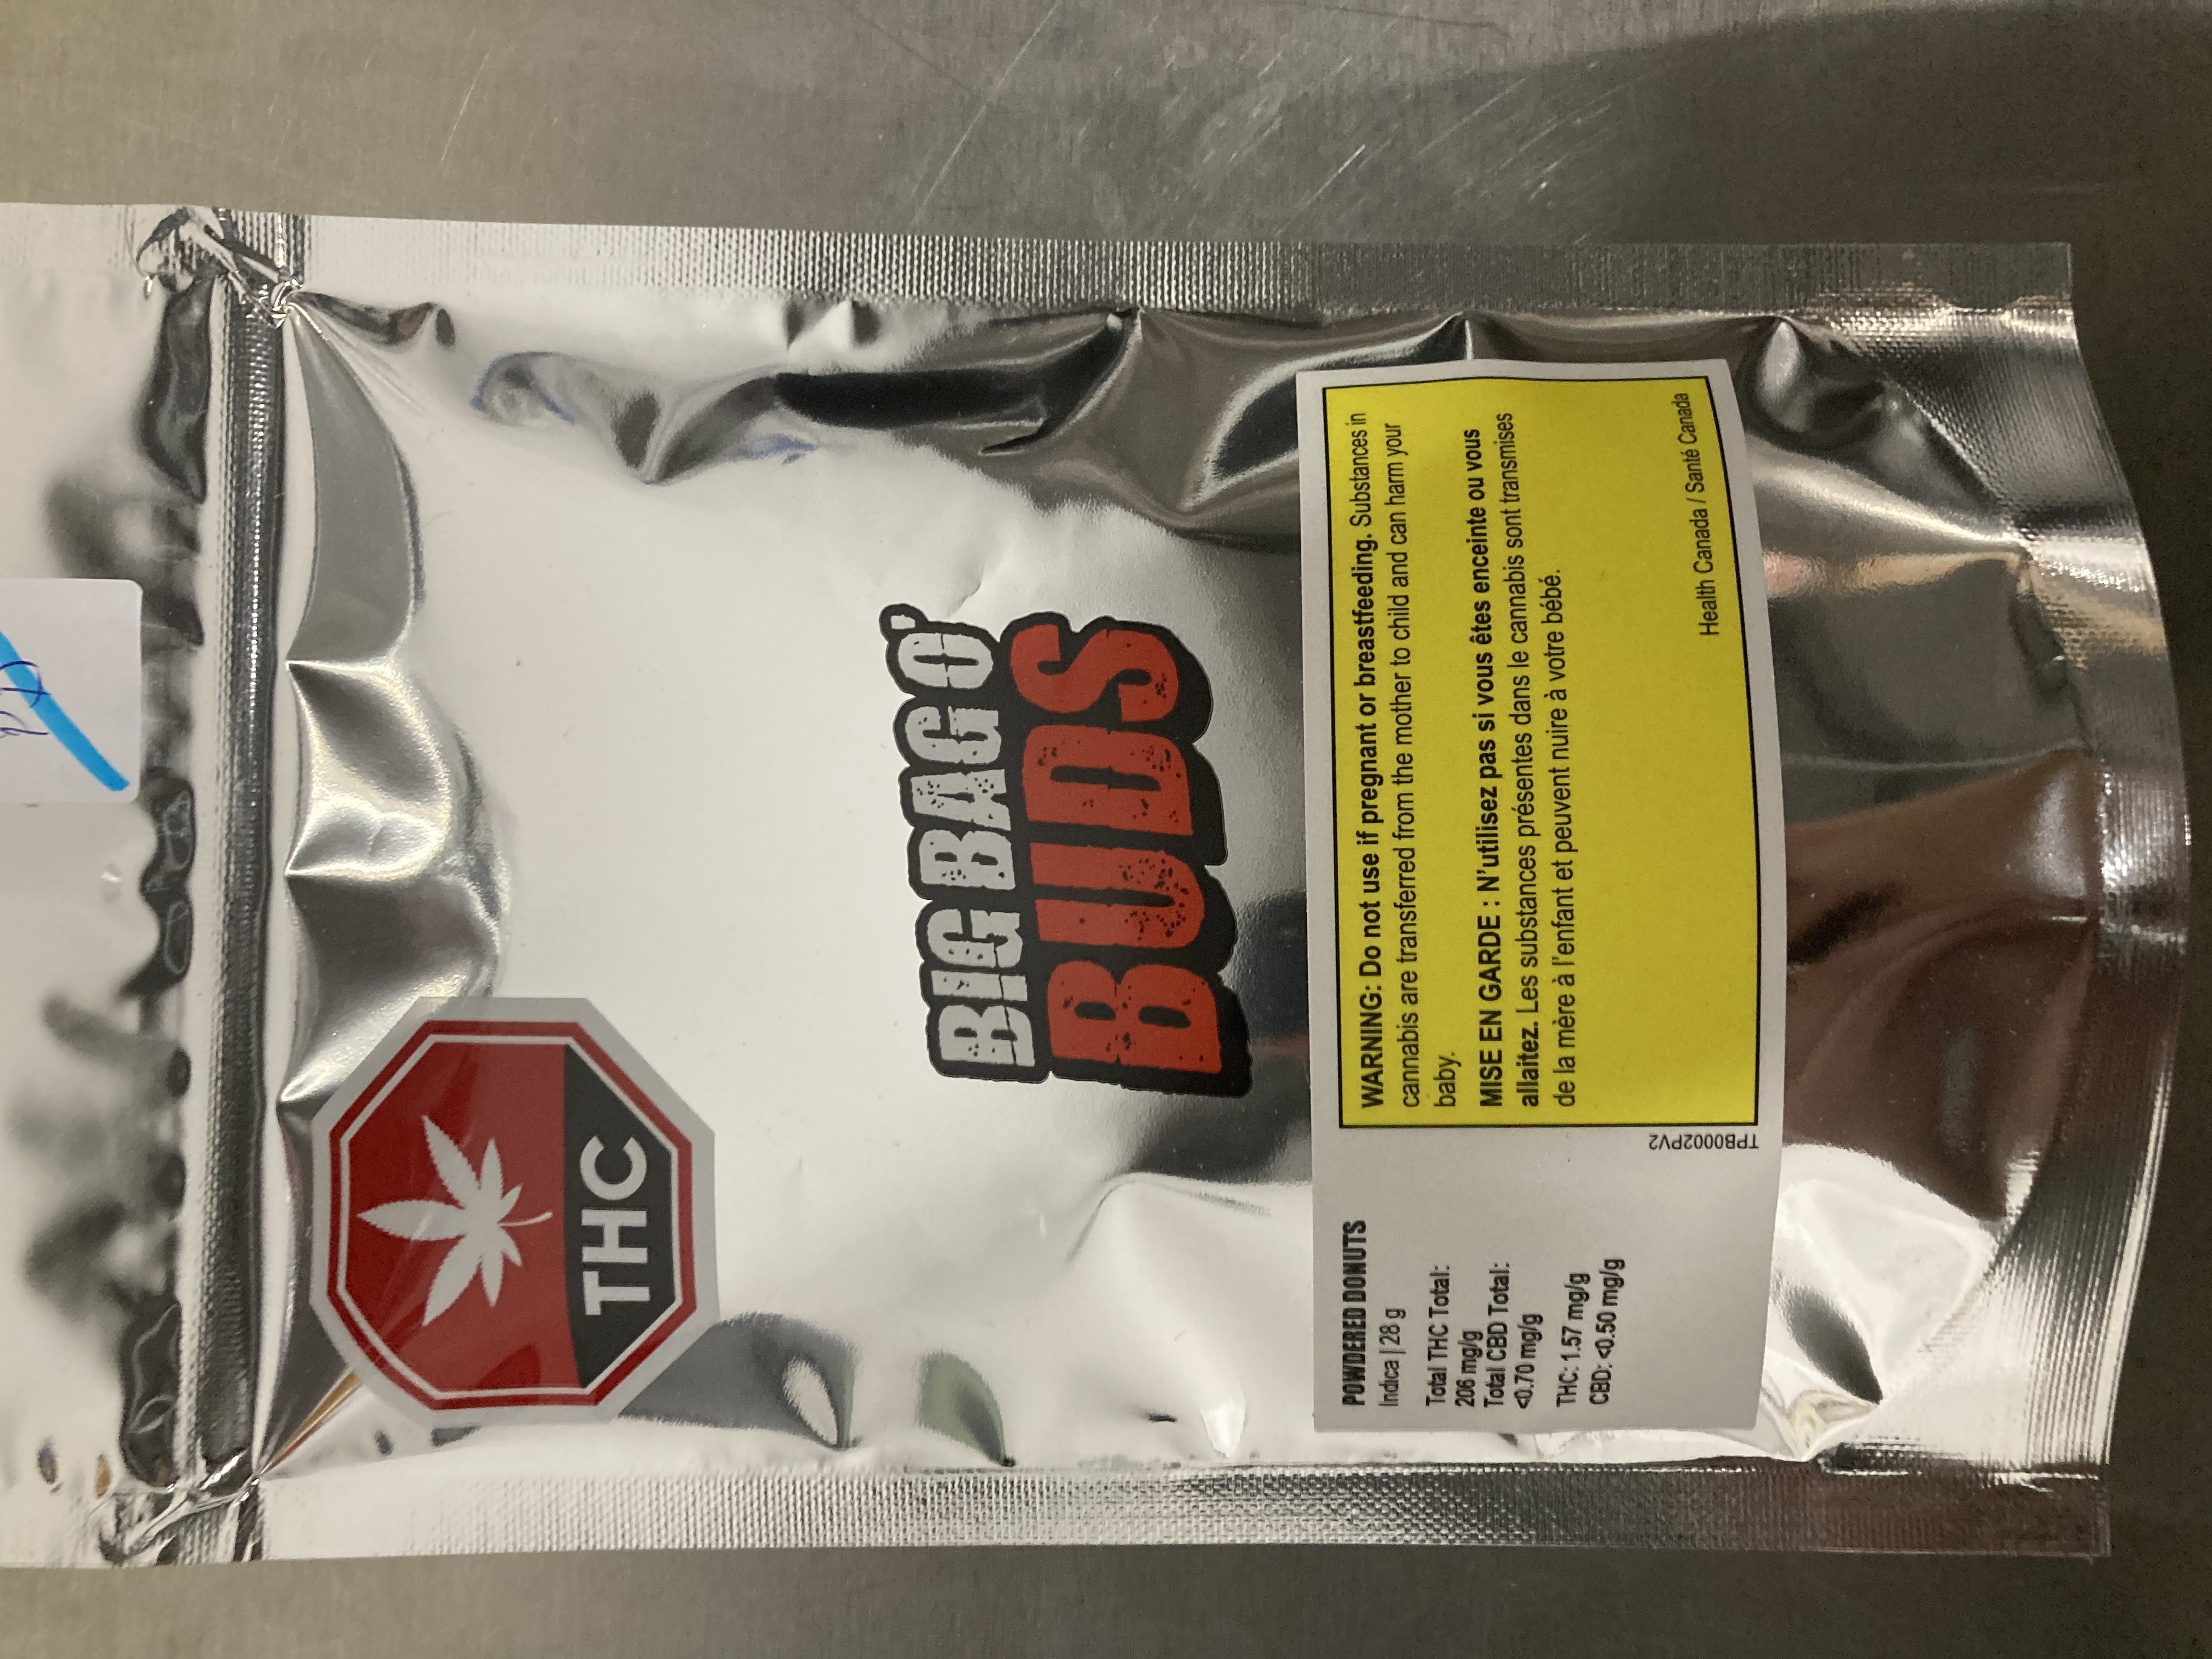 PD
THC
BIG BAG O'
BUDS
POWDERED DONUTS
Indica | 28 g
Total THC Total:
206 mg/g
Total CBD Total:
<0.70 mg/g
THC: 1.57 mg/g
CBD: <0.50 mg/g
TPB0002PV2
WARNING: Do not use if pregnant or breastfeeding. Substances in
cannabis are transferred from the mother to child and can harm your
baby.
MISE EN GARDE : N'utilisez pas si vous êtes enceinte ou vous
allaitez. Les substances présentes dans le cannabis sont transmises
de la mère à l'enfant et peuvent nuire à votre bébé.
Health Canada / Santé Canada